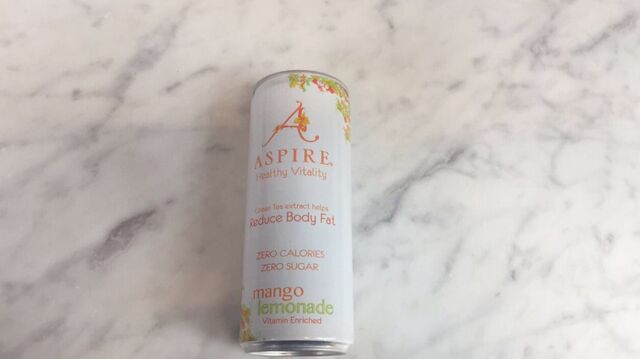 ASPIRE®
Healthy Vitality
Green Tea extract helps
Reduce Body Fat
ZERO CALORIES
ZERO SUGAR
mango
lemonade
Vitamin Enriched